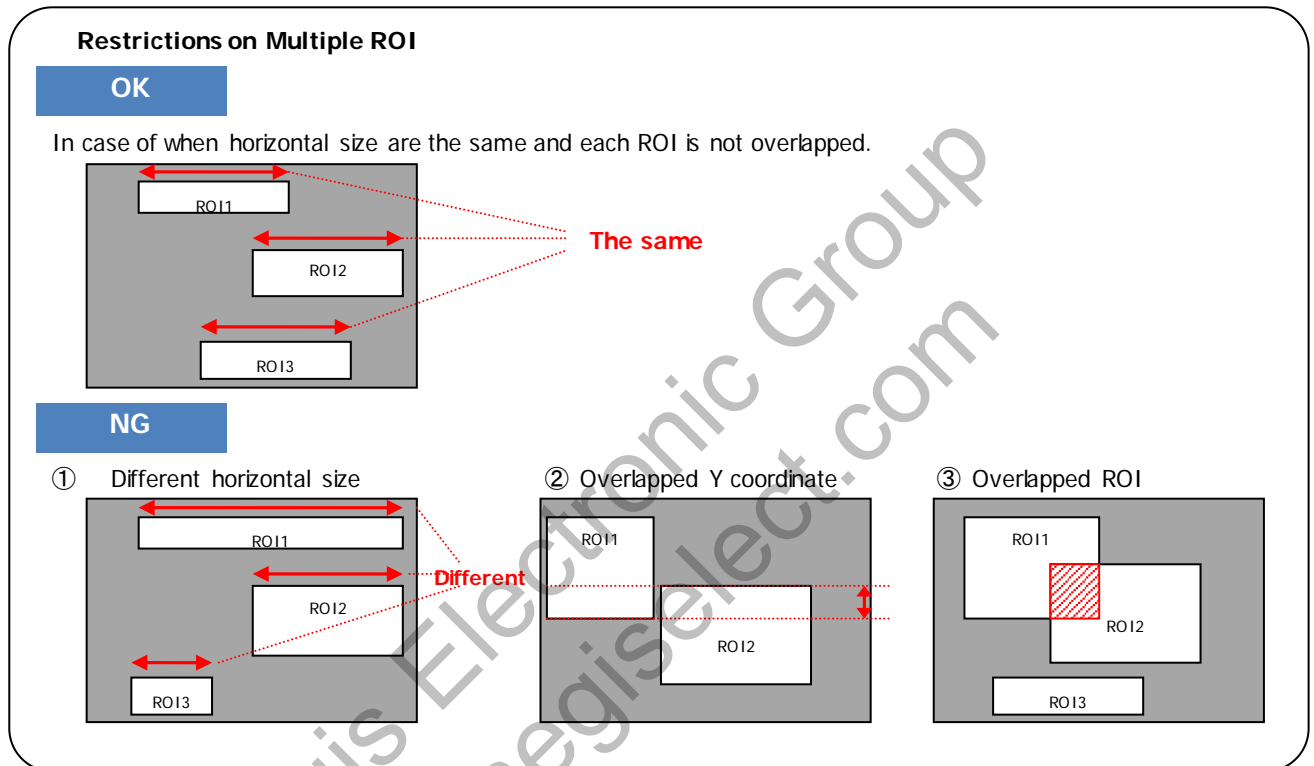 Restrictions on Multiple ROI
OK
In case of when horizontal size are the same and each ROI is not overlapped.
ROI1
The same
ROI2
ROI3
NG
① Different horizontal size
② Overlapped Y coordinate
③ Overlapped ROI
ROI1
Different
ROI2
ROI3
ROI1
ROI2
ROI1
ROI2
ROI3
Electronic Group